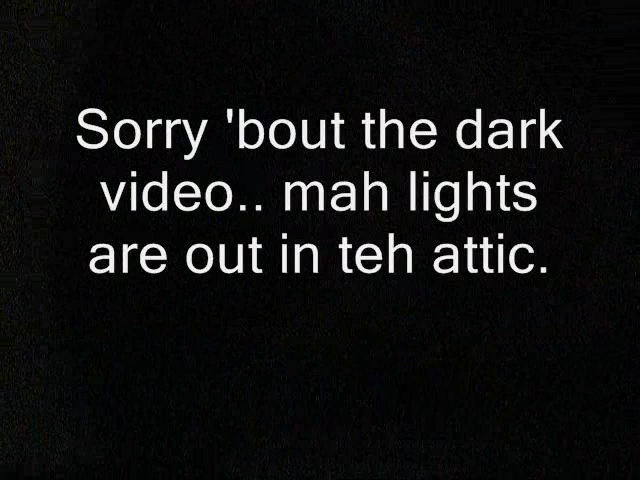 Sorry 'bout the dark
video.. mah lights
are out in teh attic.